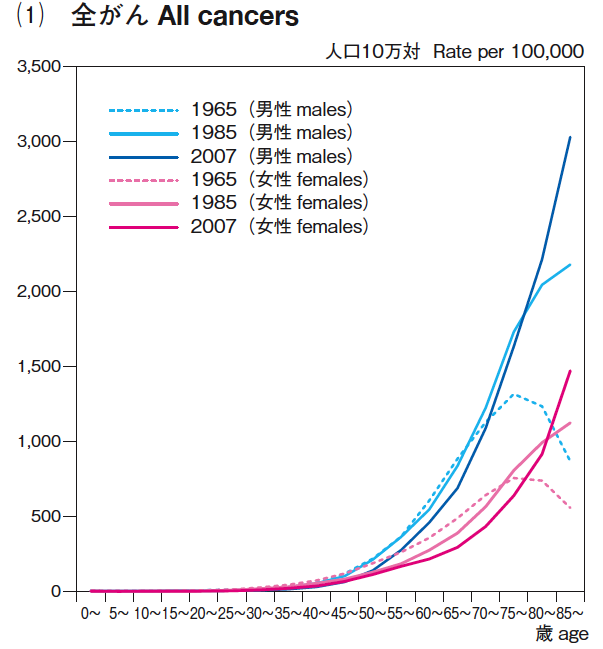 (1) 全がん All cancers
人口10万対 Rate per 100,000
3,500
3,000
2,500
2,000
1,500
1,000
500
0
1965（男性 males）
1985（男性 males）
2007（男性 males）
1965（女性 females）
1985（女性 females）
2007（女性 females）
0~ 5~ 10~ 15~ 20~ 25~ 30~ 35~ 40~ 45~ 50~ 55~ 60~ 65~ 70~ 75~ 80~ 85~
歳 age